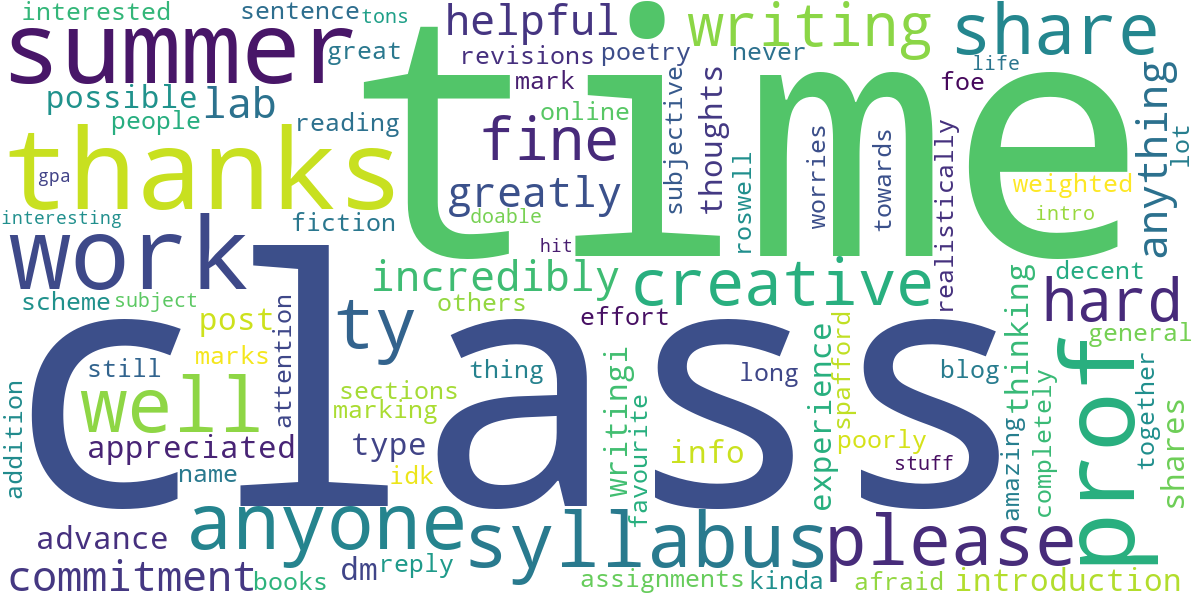 interested
sentence
tons
helpful
writing
share
summer
time
great
revisions
poetry
never
life
possible
lab
mark
foe
people
reading
online
fine
subjective
thoughts
worries
towards
realistically
anything
lot
thanks
gpa
greatly
roswell
weighted
interesting
fiction
doable
intro
work
class
hit
incredibly
creative
thinking
decent
scheme
subject
post
attention
ty
others
effort
hard
general
marks
still
well
sections
thing
writingi
favourite
long
experience
spafford
blog
amazing
completely
together
prof
shares
addition
appreciated
marking
type
name
idk
info
poorly
stuff
advance
anyone
syllabus
please
commitment
books
dm
reply
assignments
kinda
afraid
introduction